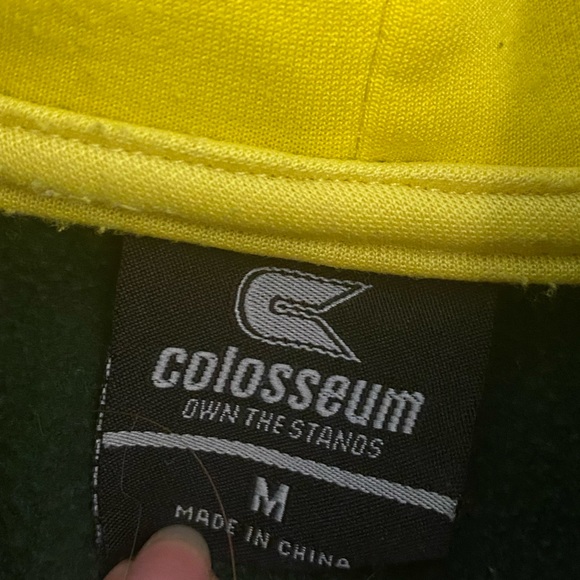 colosseum
OWN THE STANDS
M
MADE IN CHINA